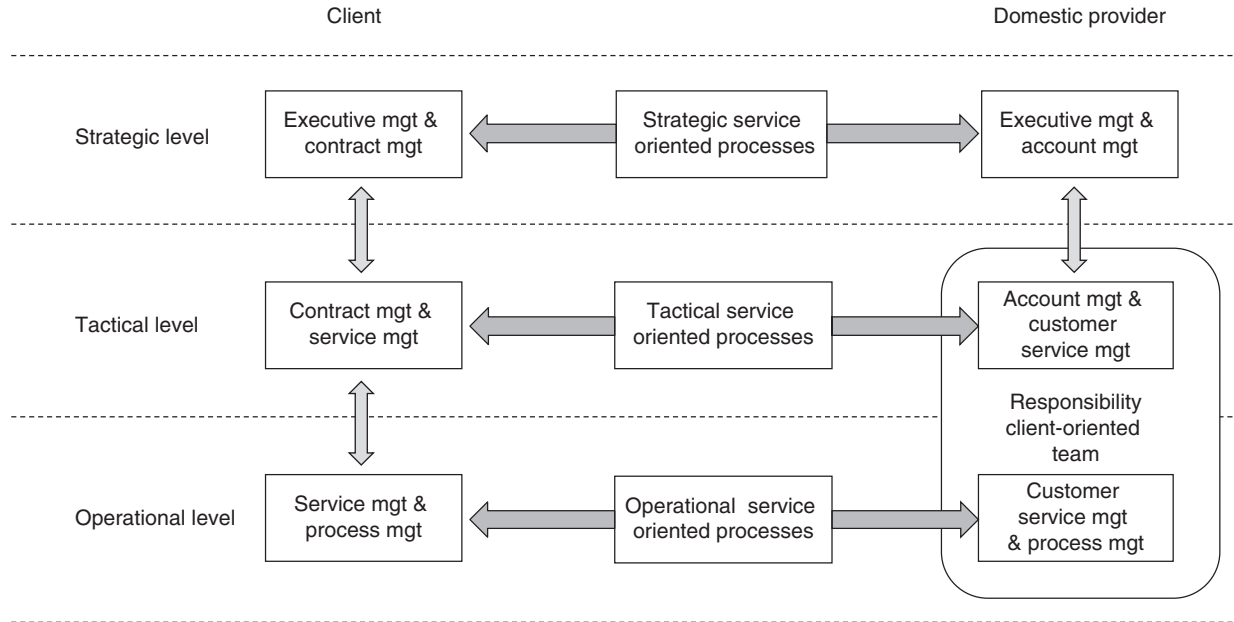 Client
Domestic provider
Strategic level
Executive mgt &
contract mgt
Strategic service
oriented processes
Executive mgt &
account mgt
Tactical level
Contract mgt &
service mgt
Tactical service
oriented processes
Account mgt &
customer
service mgt
Responsibility
client-oriented
team
Operational level
Service mgt &
process mgt
Operational service
oriented processes
Customer
service mgt
& process mgt